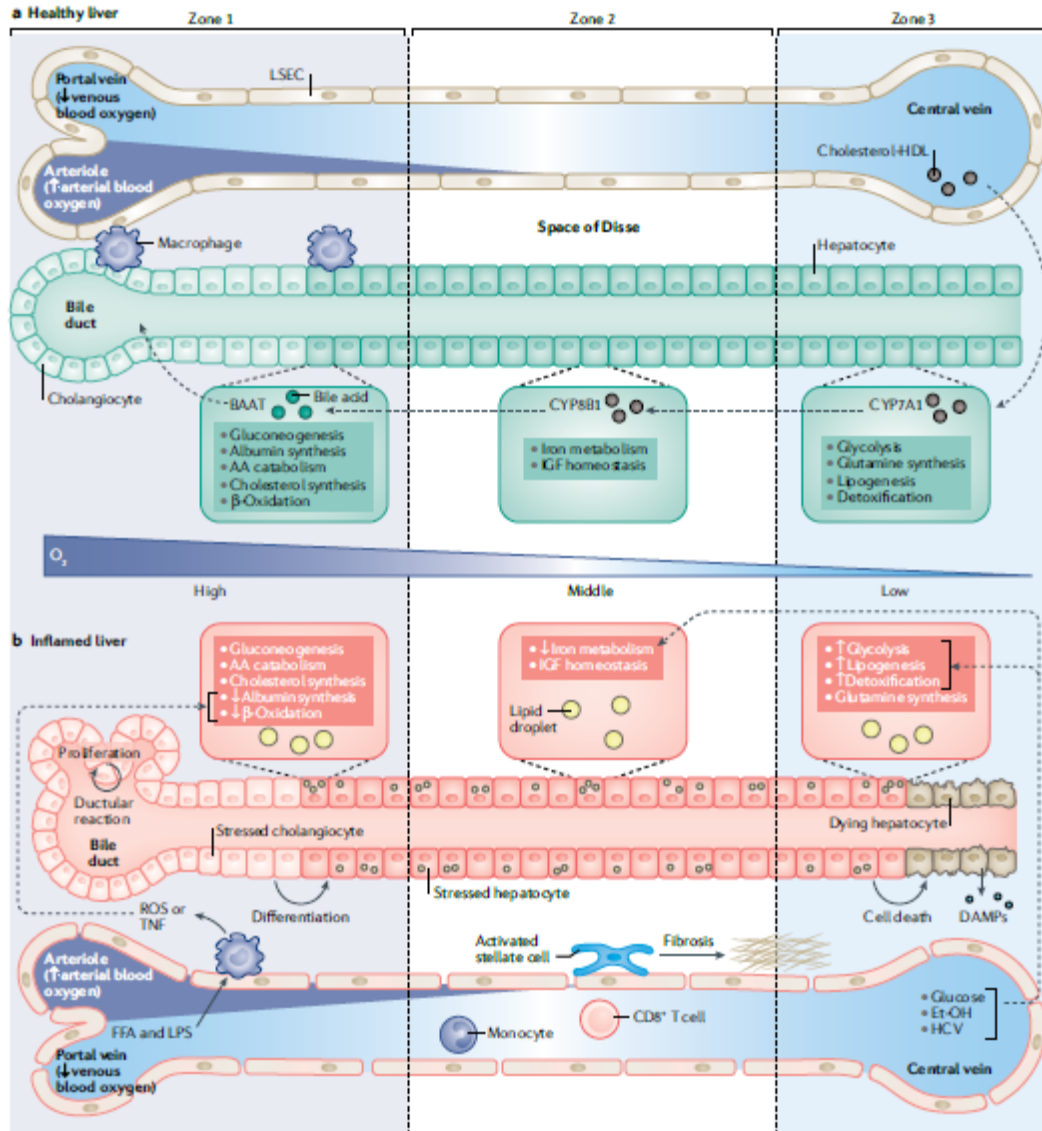 a Healthy liver
Zone 1
Zone 2
Zone 3
Portal vein
(↓venous
blood oxygen)
LSEC
Central vein
Cholesterol-HDL
Arteriole
(↑arterial blood
oxygen)
Macrophage
Space of Disse
Hepatocyte
Bile
duct
Cholangiocyte
BAAT
Bile acid
• Gluconeogenesis
• Albumin synthesis
• AA catabolism
• Cholesterol synthesis
• β-Oxidation
CYP8B1
• Iron metabolism
• IGF homeostasis
CYP7A1
• Glycolysis
• Glutamine synthesis
• Lipogenesis
• Detoxification
O₂
High
Middle
Low
b Inflamed liver
• Gluconeogenesis
• AA catabolism
• Cholesterol synthesis
• ↓Albumin synthesis
• ↓β-Oxidation
• ↓Iron metabolism
• IGF homeostasis
Lipid
droplet
• ↑Glycolysis
• ↑Lipogenesis
• ↑Detoxification
• Glutamine synthesis
Proliferation
Ductular
reaction
Bile
duct
Stressed cholangiocyte
Dying hepatocyte
Stressed hepatocyte
ROS or
TNF
Differentiation
Cell death
DAMPs
Activated
stellate cell
Fibrosis
Arteriole
(↑arterial blood
oxygen)
FFA and LPS
Monocyte
CD8⁺ T cell
• Glucose
• Et-OH
• HCV
Portal vein
(↓venous
blood oxygen)
Central vein